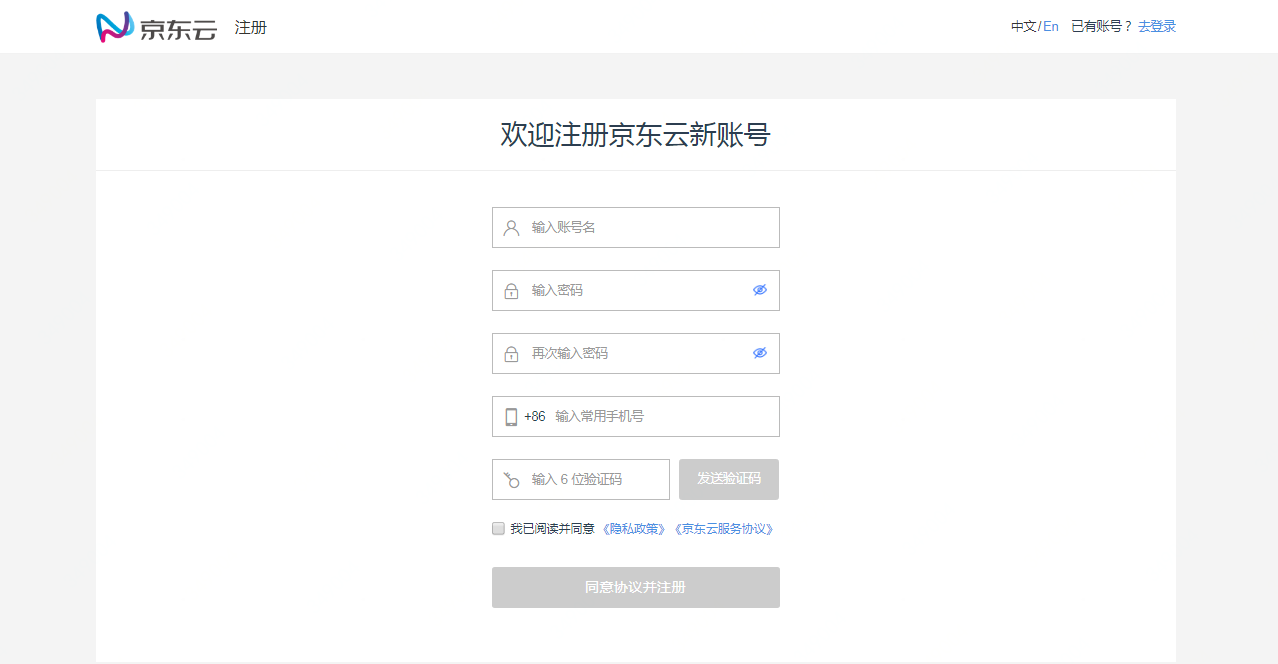 京东云 注册 中文/En 已有账号？去登录
欢迎注册京东云新账号
输入账号名
输入密码
再次输入密码
+86 输入常用手机号
输入 6 位验证码 发送验证码
我已阅读并同意 《隐私政策》《京东云服务协议》
同意协议并注册